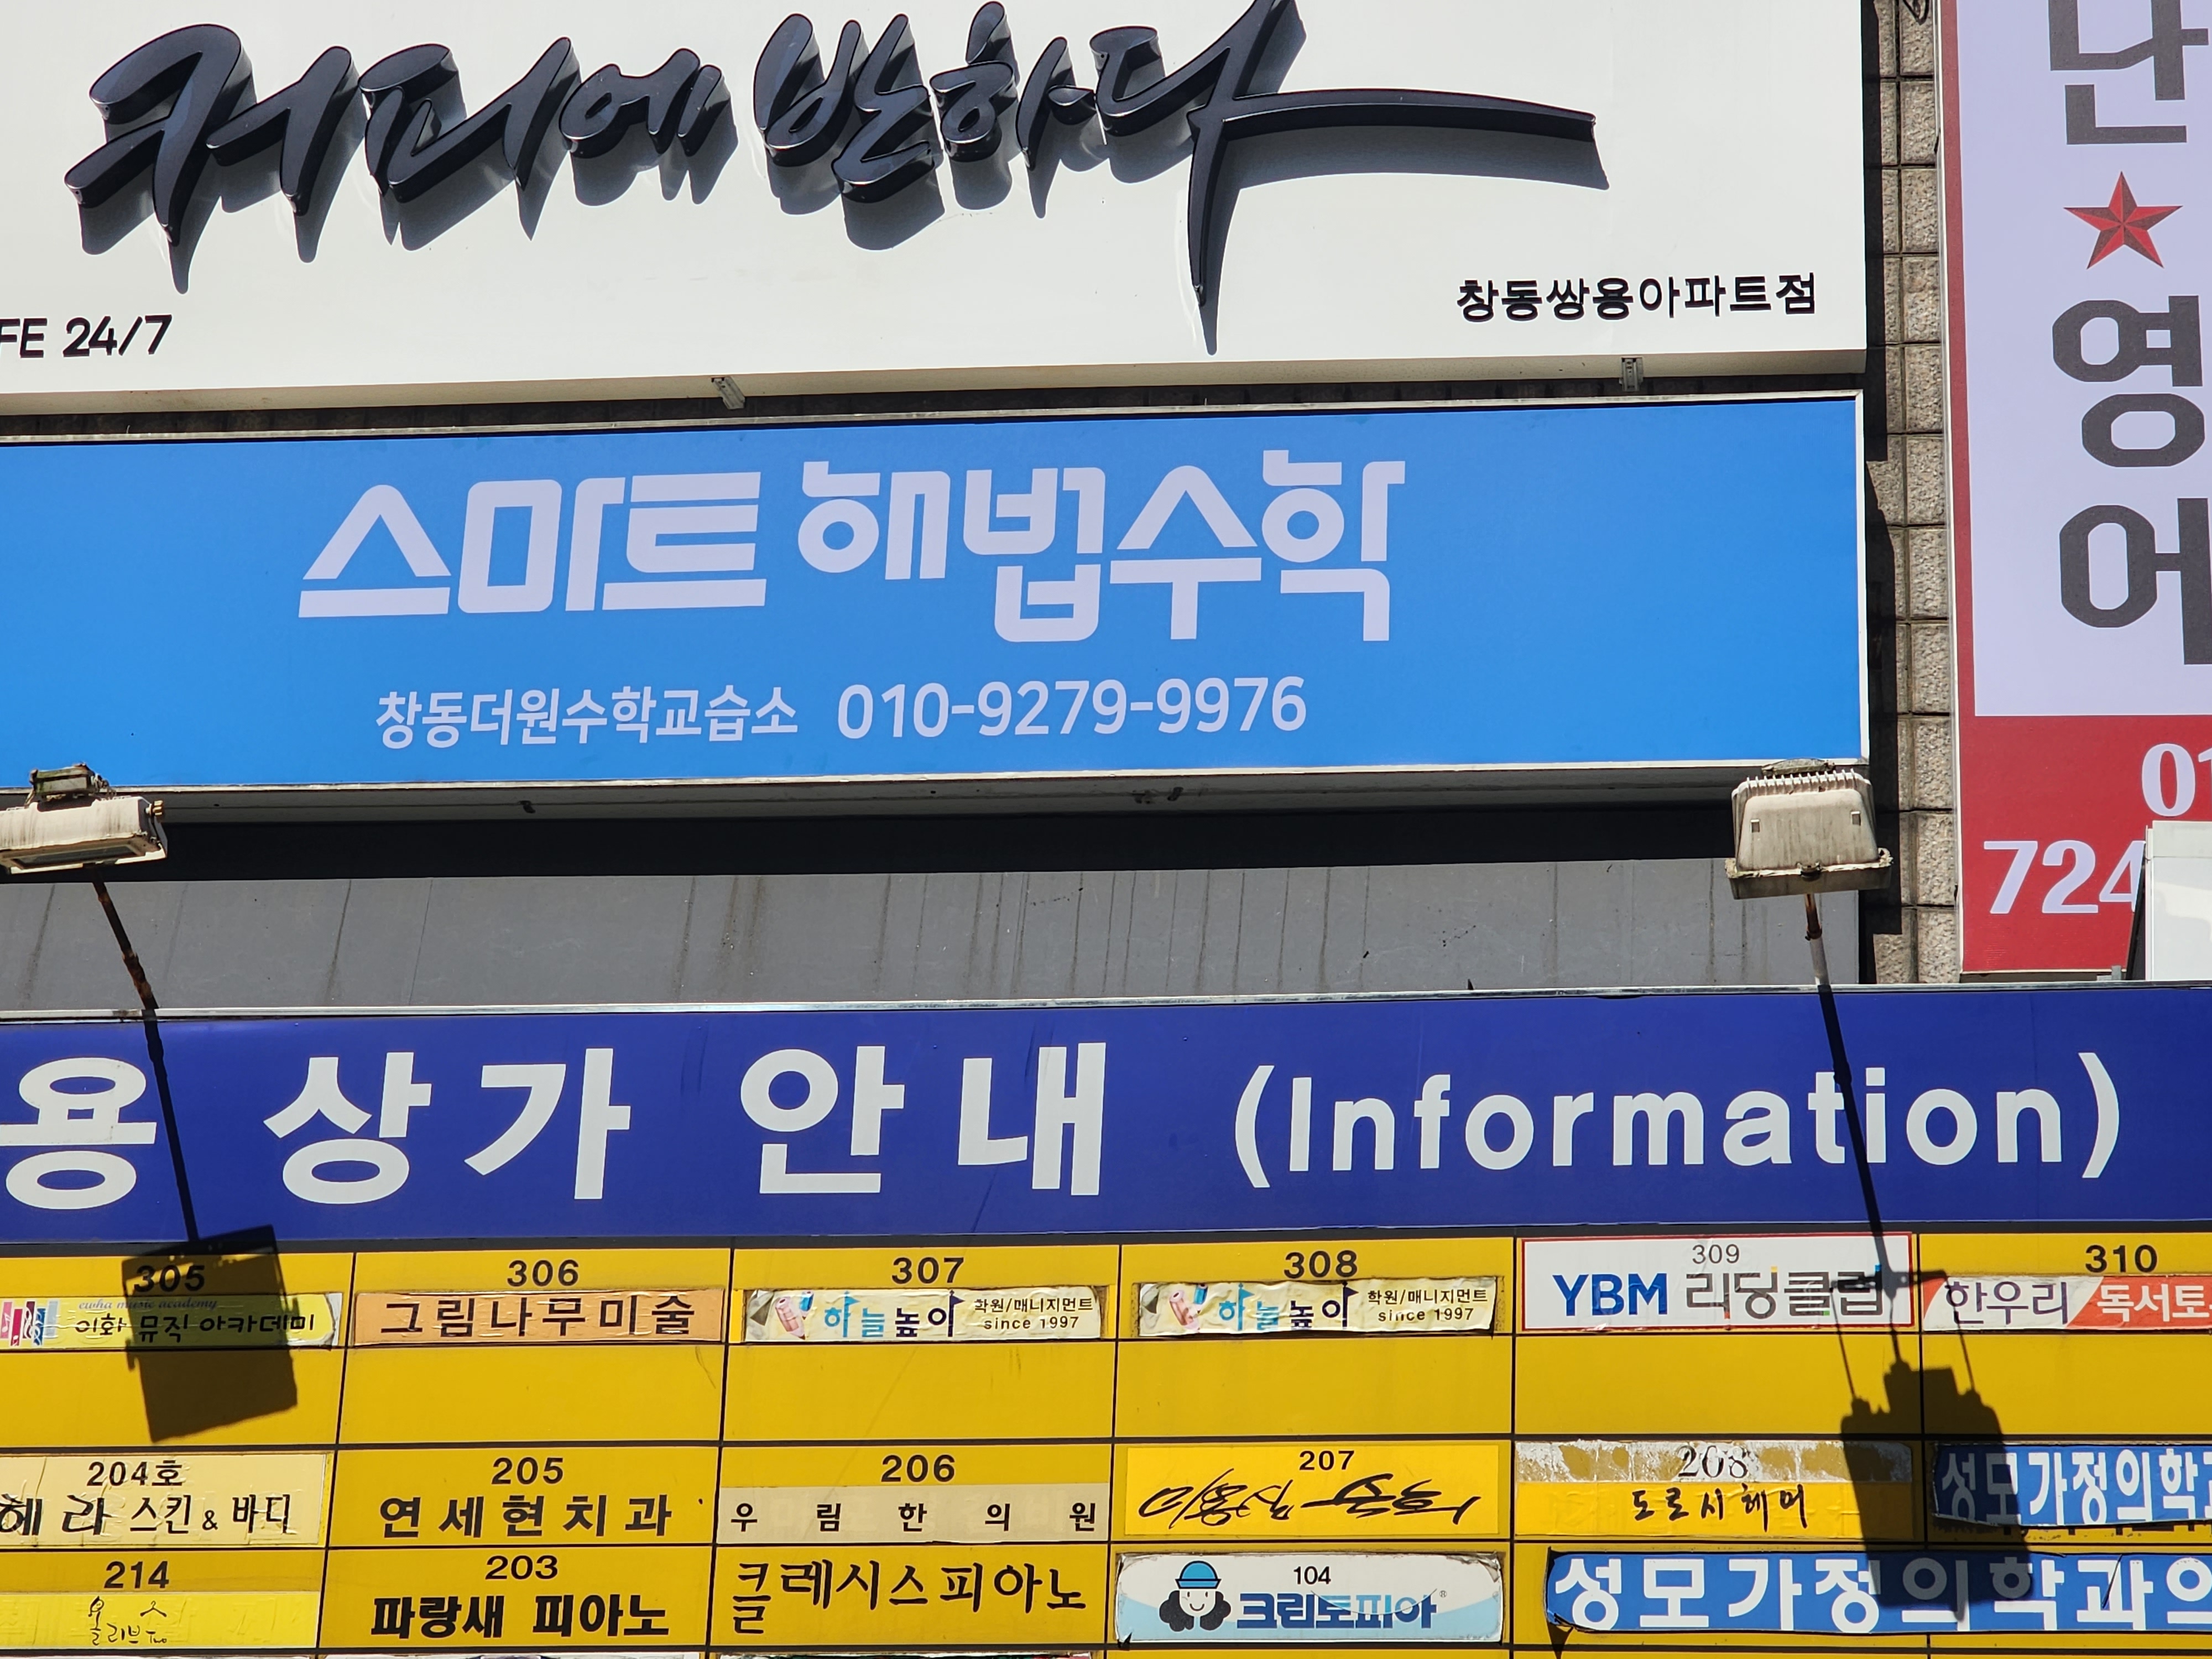 커피에 반하다
FE 24/7
창동쌍용아파트점
스마트해법수학
창동더원수학교습소 010-9279-9976
난★영어
01
724
용 상가 안내 (Information)
305
ewha music academy
이화 뮤직 아카데미
306
그림나무미술
307
하늘높이 학원/매니지먼트
since 1997
308
하늘높이 학원/매니지먼트
since 1997
309
YBM 리딩클럽
310
한우리 독서토
204호
헤라 스킨 & 바디
205
연세현치과
206
우림한의원
207
208
도로시헤어
성모가정의학
214
203
파랑새 피아노
클레시스피아노
104
크린토피아
성모가정의학과의